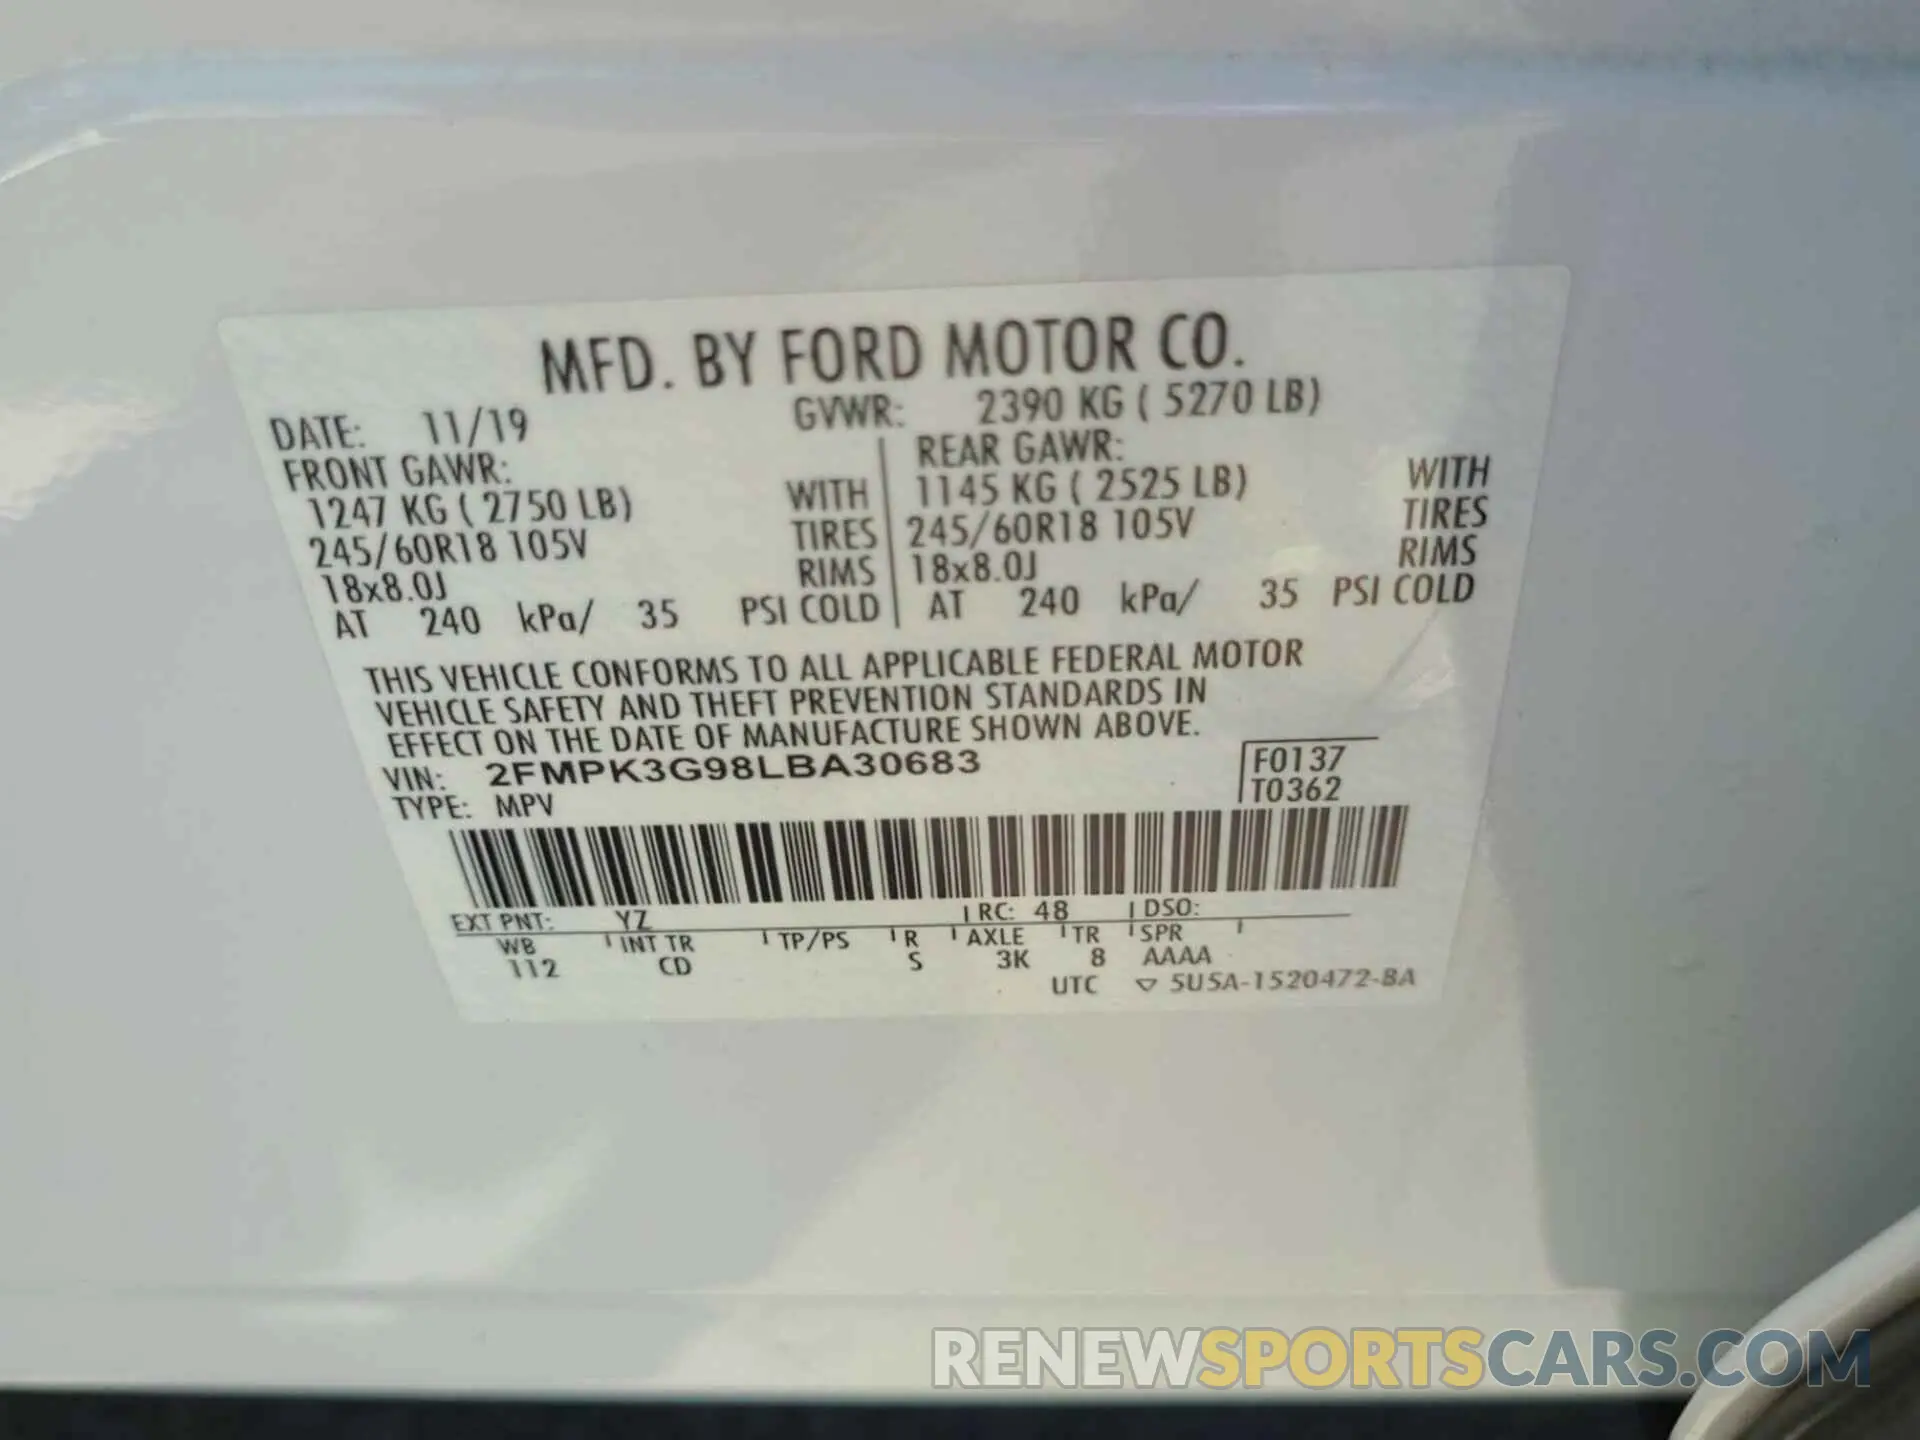 MFD. BY FORD MOTOR CO.
DATE: 11/19 GVWR: 2390 KG ( 5270 LB)
FRONT GAWR: REAR GAWR:
1247 KG ( 2750 LB) WITH 1145 KG ( 2525 LB) WITH
245/60R18 105V TIRES 245/60R18 105V TIRES
18x8.0J RIMS 18x8.0J RIMS
AT 240 kPa/ 35 PSI COLD AT 240 kPa/ 35 PSI COLD
THIS VEHICLE CONFORMS TO ALL APPLICABLE FEDERAL MOTOR
VEHICLE SAFETY AND THEFT PREVENTION STANDARDS IN
EFFECT ON THE DATE OF MANUFACTURE SHOWN ABOVE.
VIN: 2FMPK3G98LBA30683 F0137
TYPE: MPV T0362
EXT PNT: YZ RC: 48 DSO:
WB INT TR TP/PS R AXLE TR SPR
112 CD S 3K 8 AAAA
UTC ▽ 5U5A-1520472-BA
RENEWSPORTSCARS.COM